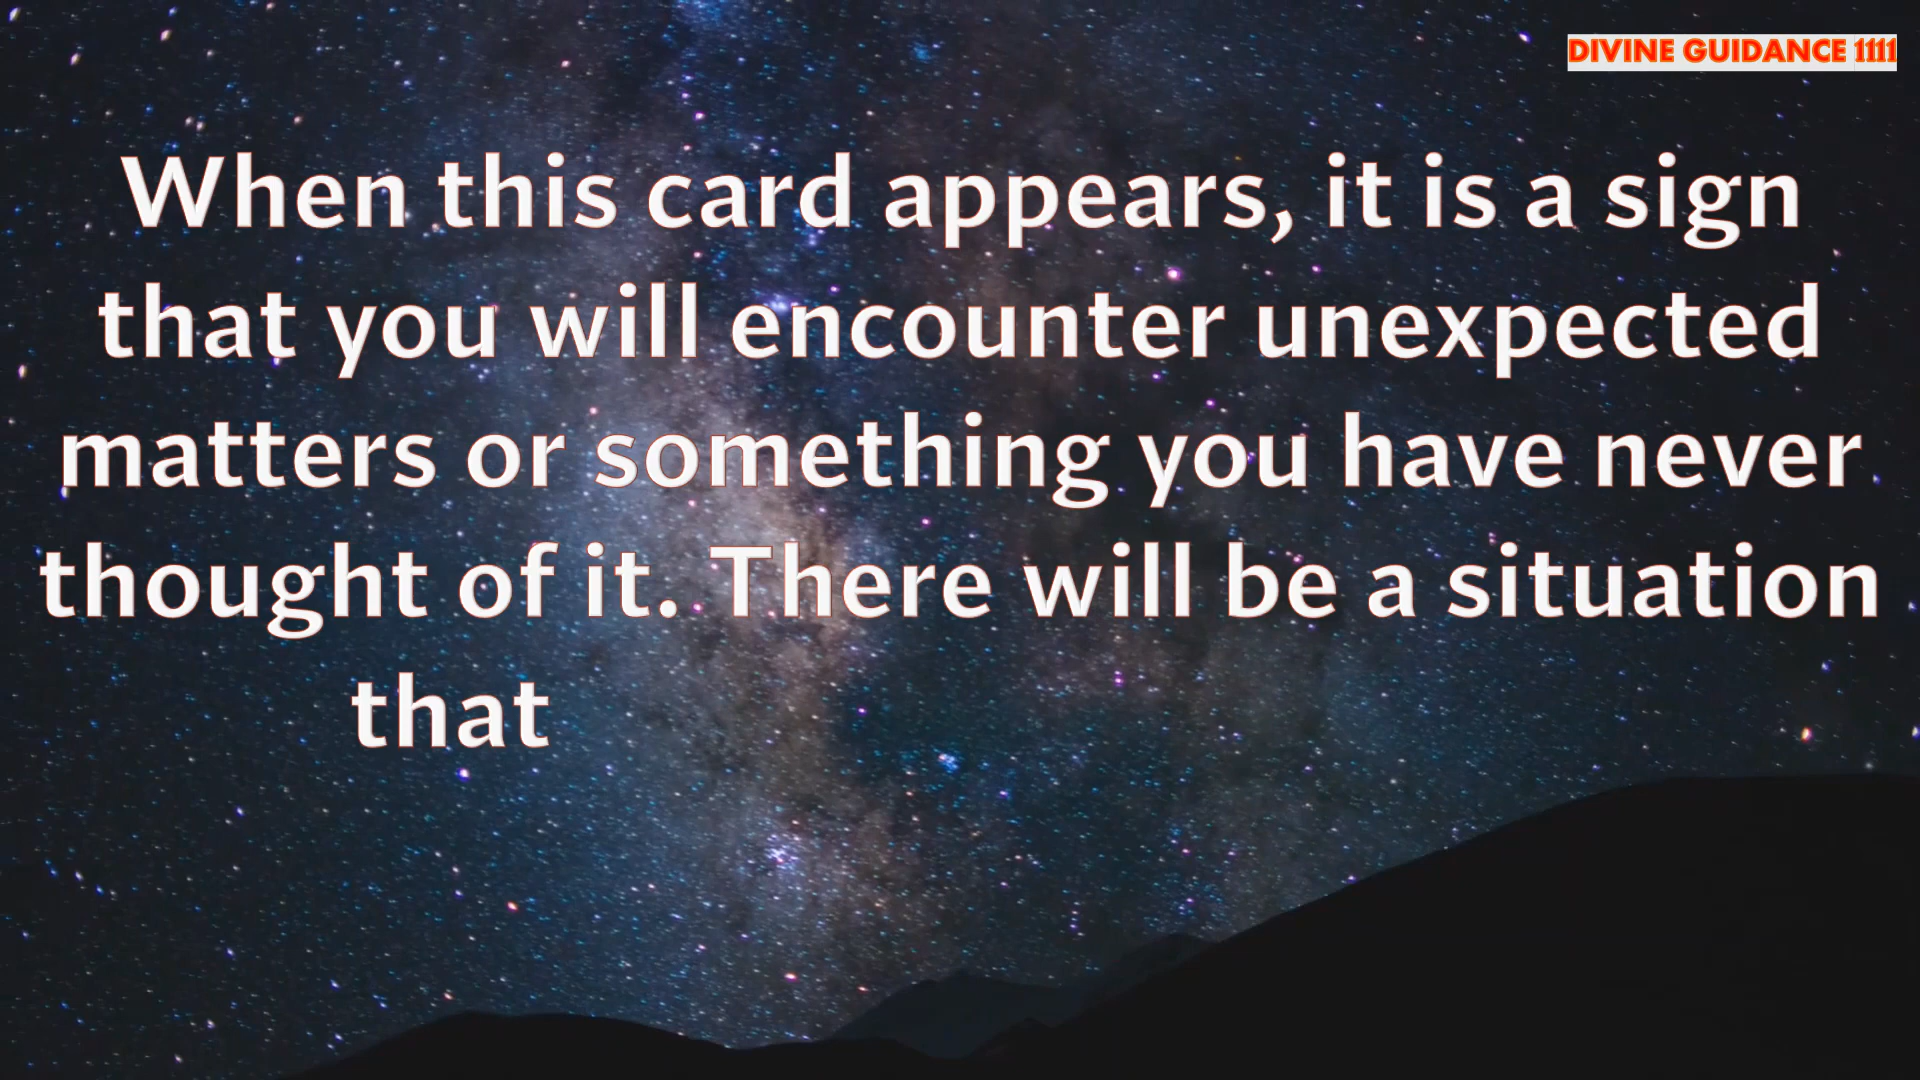 DIVINE GUIDANCE 1111
When this card appears, it is a sign
that you will encounter unexpected
matters or something you have never
thought of it. There will be a situation
that